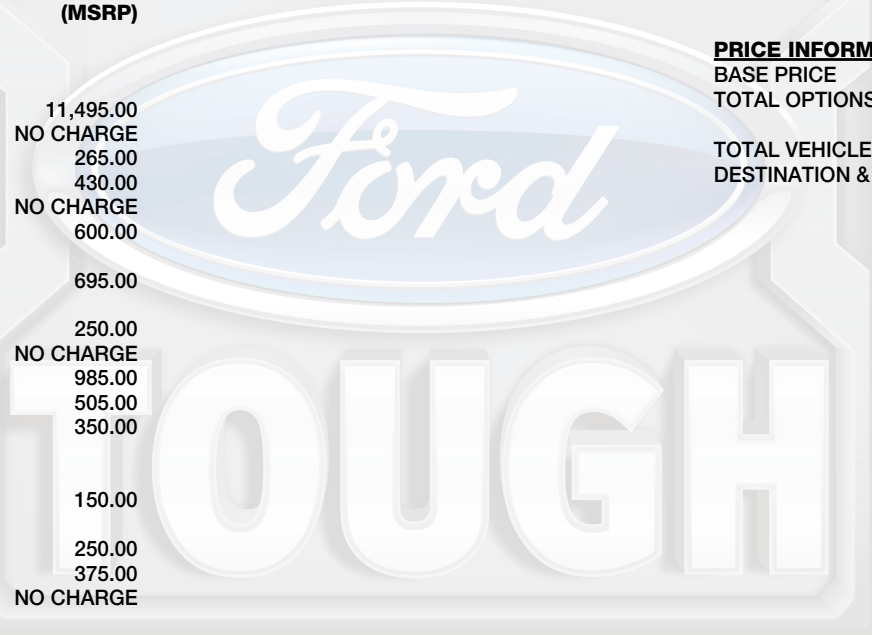 (MSRP)
11,495.00
NO CHARGE
265.00
430.00
NO CHARGE
600.00
695.00
250.00
NO CHARGE
985.00
505.00
350.00
150.00
250.00
375.00
NO CHARGE
PRICE INFORM
BASE PRICE
TOTAL OPTIONS
TOTAL VEHICLE
DESTINATION &
Ford
TOUGH